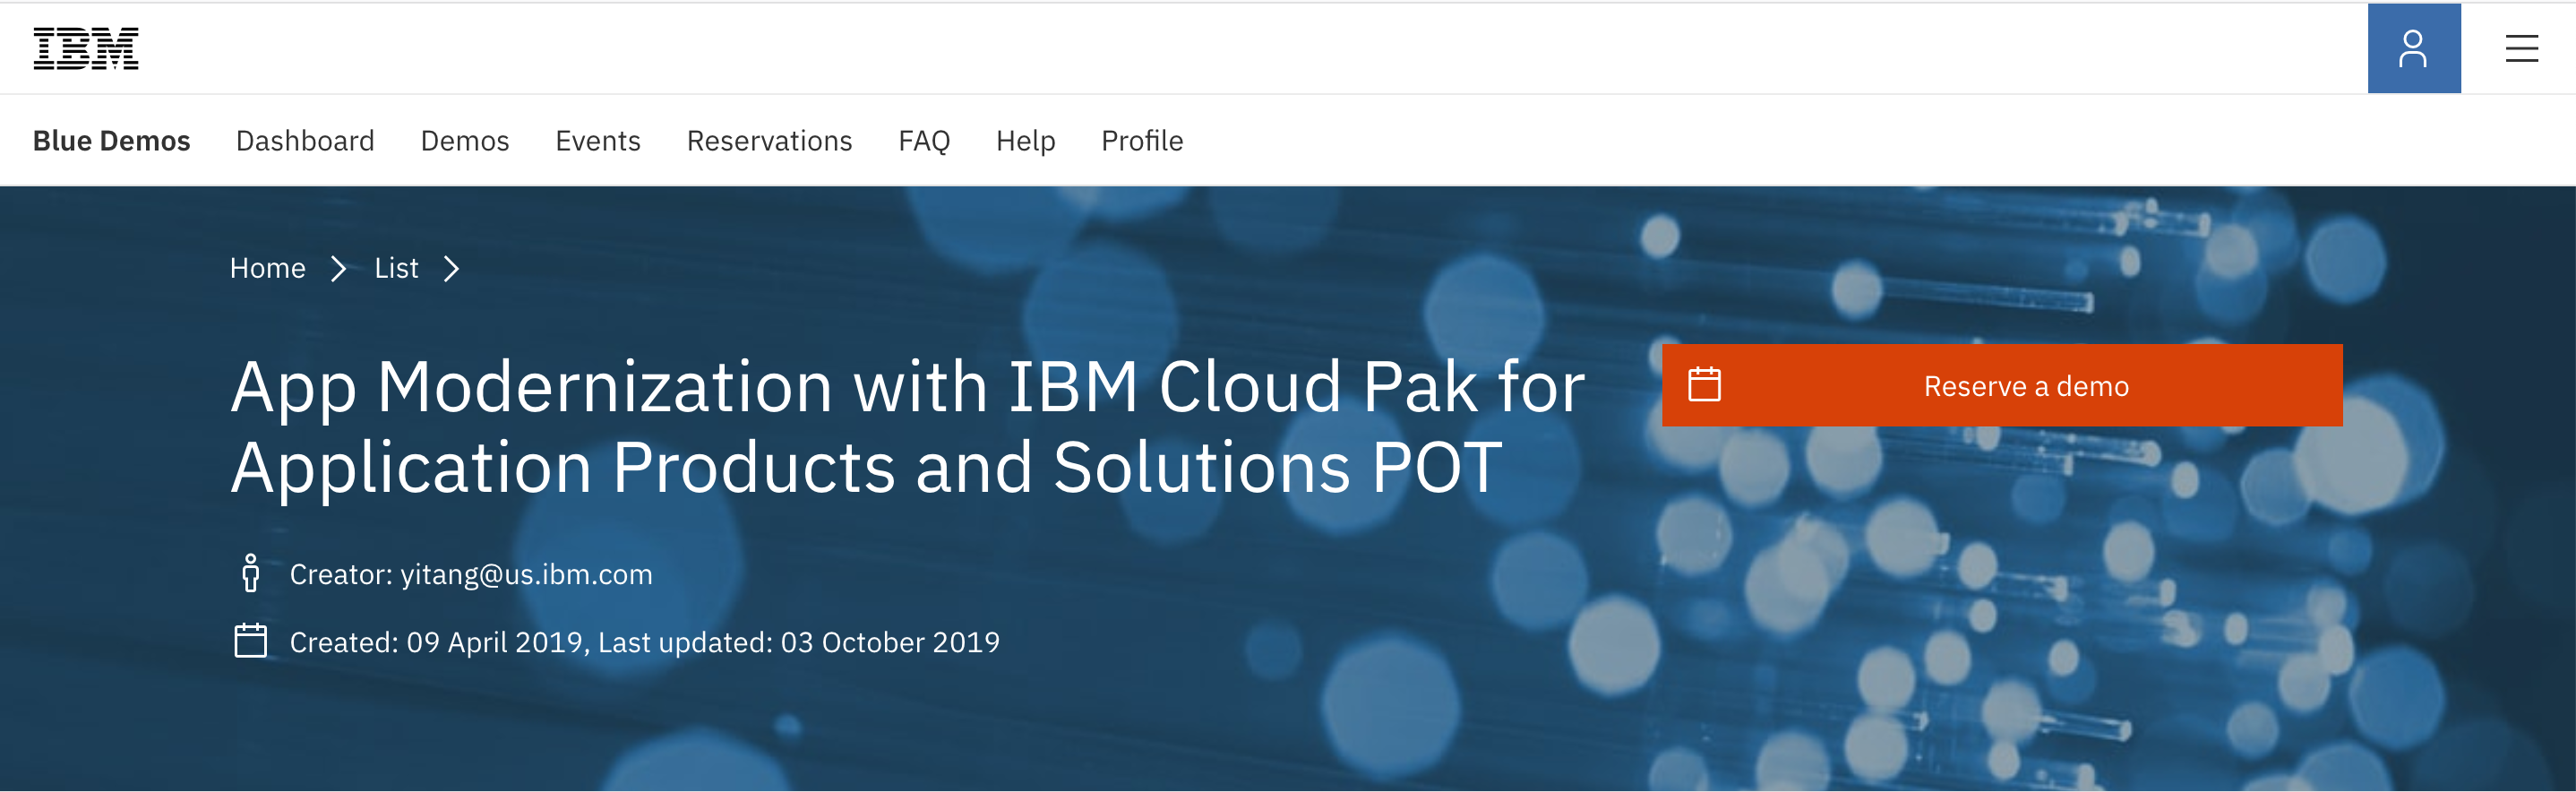 IBM
Blue Demos Dashboard Demos Events Reservations FAQ Help Profile
Home List
App Modernization with IBM Cloud Pak for
Application Products and Solutions POT
Reserve a demo
Creator: yitang@us.ibm.com
Created: 09 April 2019, Last updated: 03 October 2019